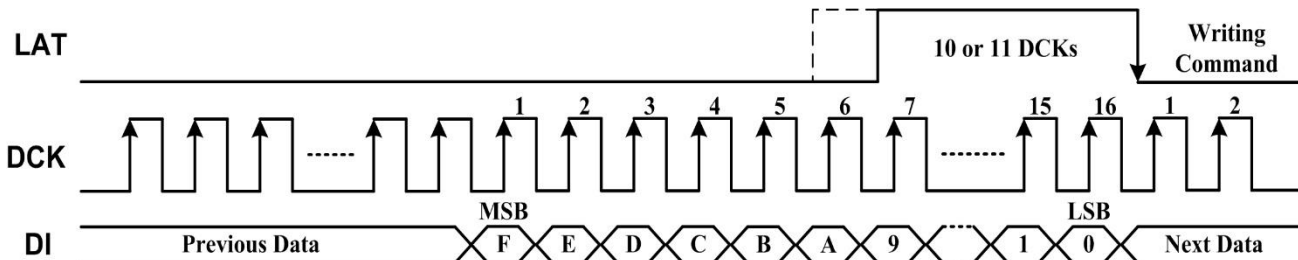 LAT 10 or 11 DCKs Writing
Command
1 2 3 4 5 6 7 15 16 1 2
DCK
MSB LSB
DI Previous Data F E D C B A 9 1 0 Next Data